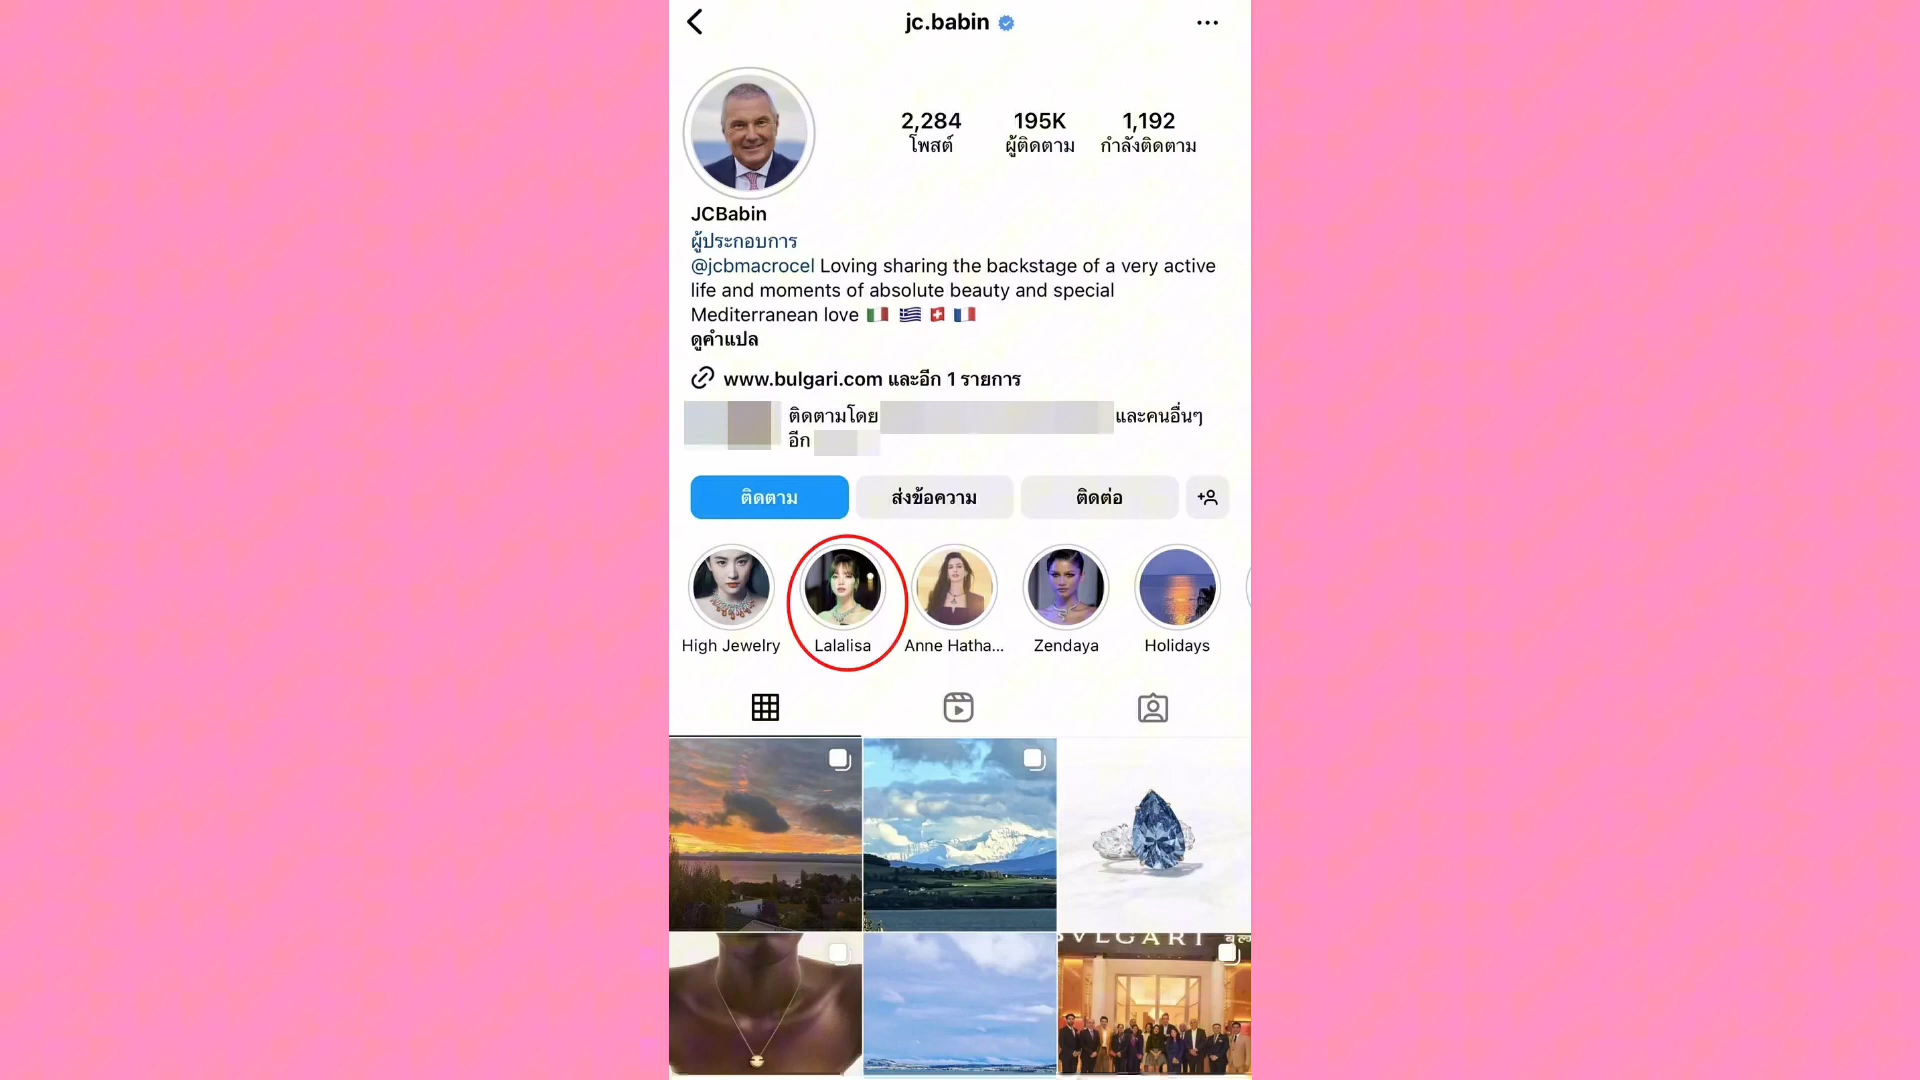 jc.babin
2,284 195K 1,192
โพสต์ ผู้ติดตาม กำลังติดตาม
JCBabin
ผู้ประกอบการ
@jcbmacrocel Loving sharing the backstage of a very active
life and moments of absolute beauty and special
Mediterranean love 🇮🇹 🇬🇷 🇨🇭 🇫🇷
ดูคำแปล
www.bulgari.com และอีก 1 รายการ
ติดตามโดย และคนอื่นๆ
อีก
ติดตาม ส่งข้อความ ติดต่อ
High Jewelry Lalalisa Anne Hatha... Zendaya Holidays
BVLGARI